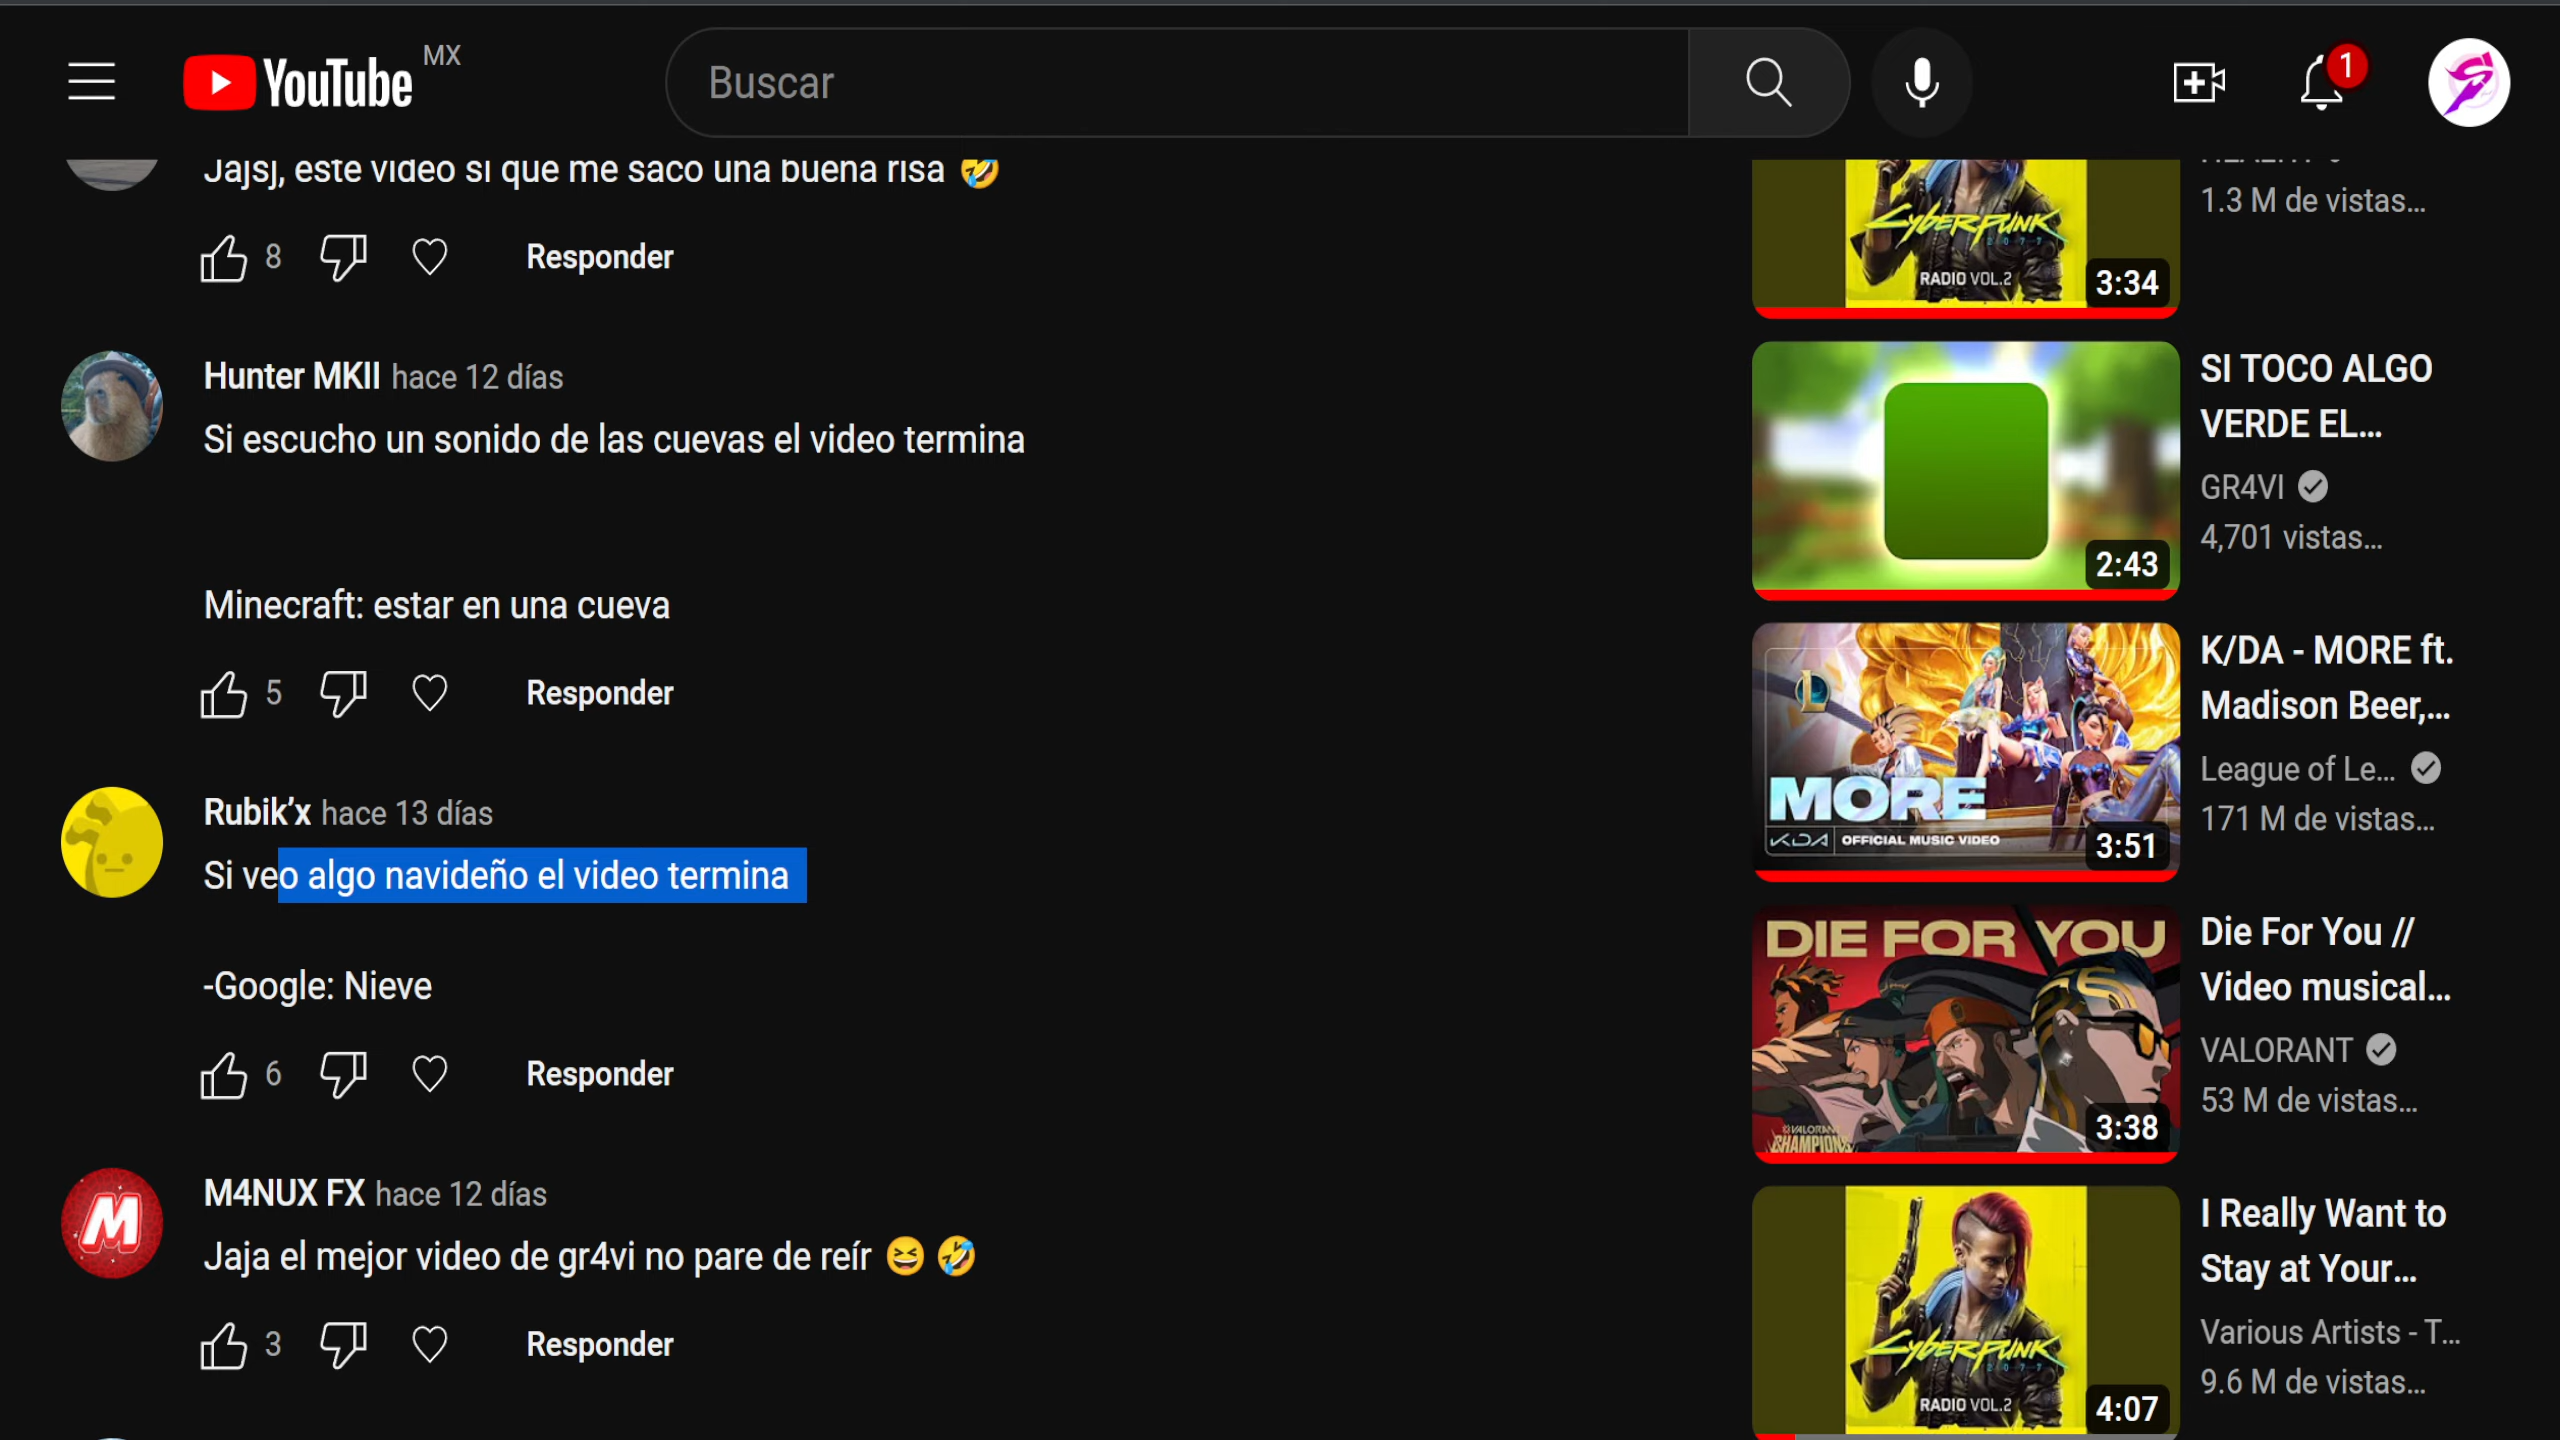 YouTube MX
Buscar
1
Jajsj, este video si que me saco una buena risa 🤣
8 Responder
Hunter MKII hace 12 días
Si escucho un sonido de las cuevas el video termina
Minecraft: estar en una cueva
5 Responder
Rubik’x hace 13 días
Si veo algo navideño el video termina
-Google: Nieve
6 Responder
M4NUX FX hace 12 días
Jaja el mejor video de gr4vi no pare de reír 😆 🤣
3 Responder
Cyberpunk
2077
RADIO VOL.2
3:34
1.3 M de vistas...
2:43
SI TOCO ALGO
VERDE EL...
GR4VI
4,701 vistas...
MORE
K/DA OFFICIAL MUSIC VIDEO
3:51
K/DA - MORE ft.
Madison Beer,...
League of Le...
171 M de vistas...
DIE FOR YOU
VALORANT
CHAMPIONS
3:38
Die For You //
Video musical...
VALORANT
53 M de vistas...
Cyberpunk
2077
RADIO VOL.2
4:07
I Really Want to
Stay at Your...
Various Artists - T...
9.6 M de vistas...